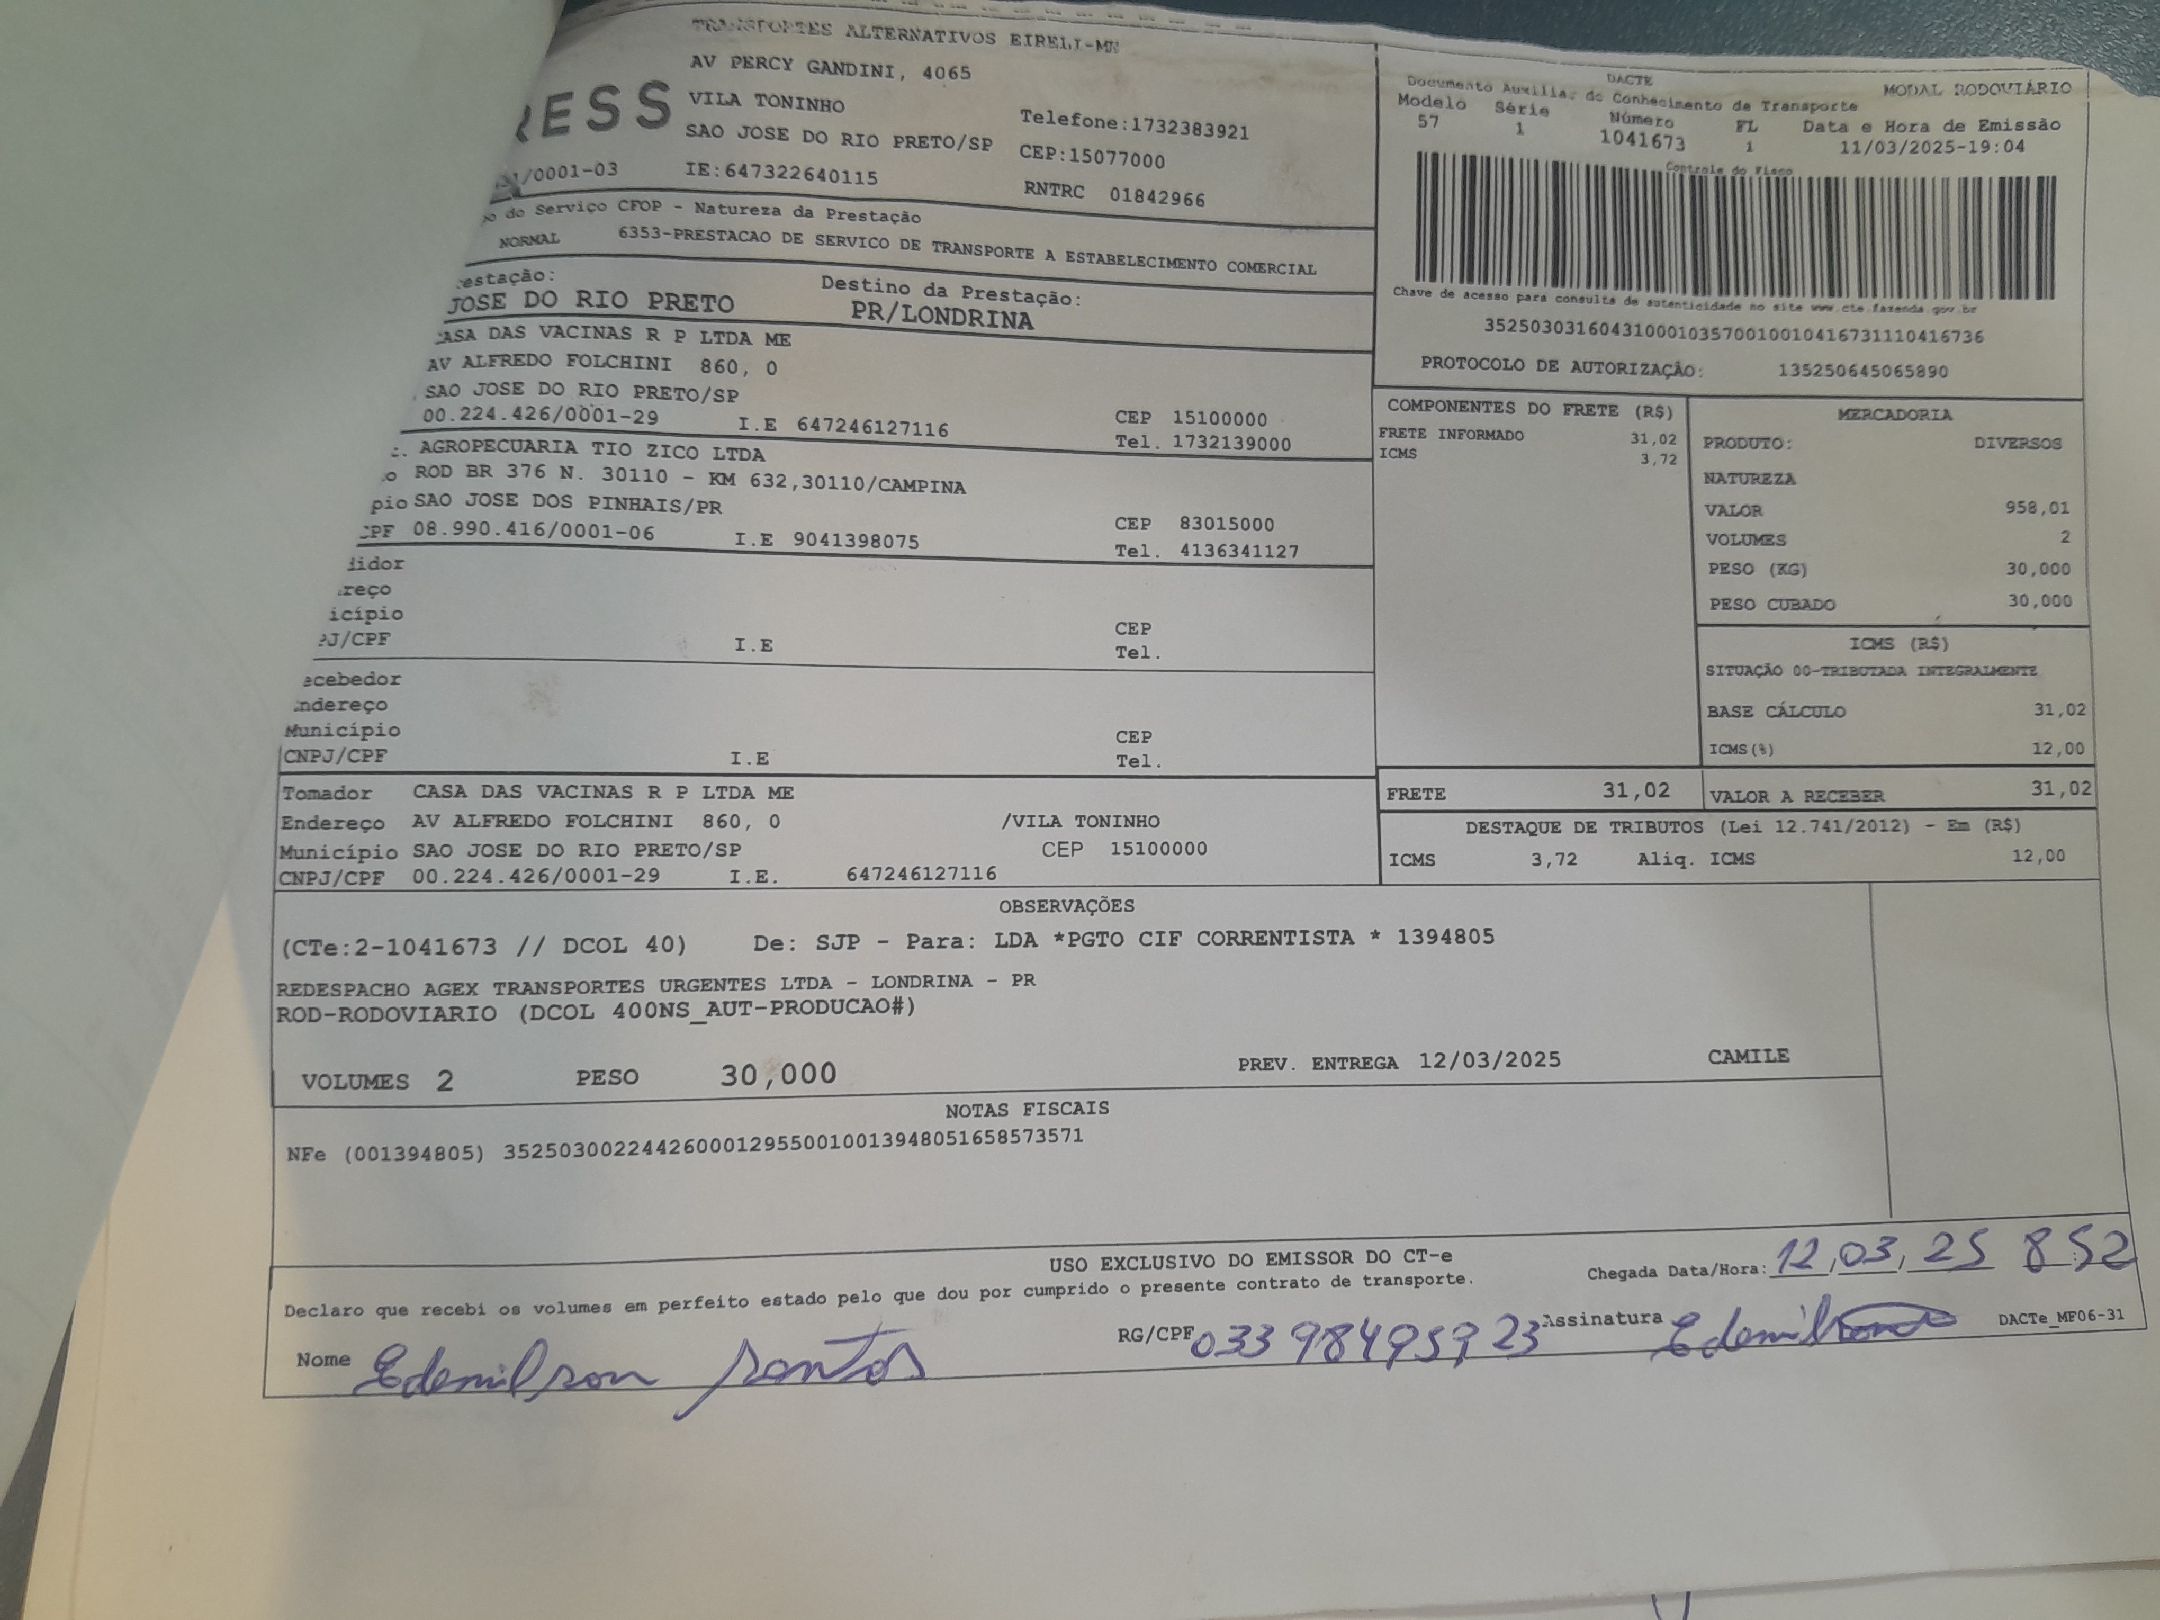 TRANSPORTES ALTERNATIVOS EIRELI-MN
AV PERCY GANDINI, 4065
RESS
VILA TONINHO
Telefone:1732383921
SAO JOSE DO RIO PRETO/SP
CEP:15077000
/0001-03
IE:647322640115
RNTRC 01842966
DACTE
MODAL RODOVIÁRIO
Documento Auxiliar do Conhecimento de Transporte
Modelo Série Número FL Data e Hora de Emissão
57 1 1041673 1 11/03/2025-19:04
Controle do Fisco
Chave de acesso para consulta de autenticidade no site www.cte.fazenda.gov.br
35250303160431000103570010010416731110416736
PROTOCOLO DE AUTORIZAÇÃO: 135250645065890
po do Serviço CFOP - Natureza da Prestação
NORMAL 6353-PRESTACAO DE SERVICO DE TRANSPORTE A ESTABELECIMENTO COMERCIAL
estação: Destino da Prestação:
JOSE DO RIO PRETO PR/LONDRINA
CASA DAS VACINAS R P LTDA ME
AV ALFREDO FOLCHINI 860, 0
SAO JOSE DO RIO PRETO/SP
00.224.426/0001-29 I.E 647246127116 CEP 15100000
Tel. 1732139000
AGROPECUARIA TIO ZICO LTDA
ROD BR 376 N. 30110 - KM 632,30110/CAMPINA
pio SAO JOSE DOS PINHAIS/PR
CPF 08.990.416/0001-06 I.E 9041398075 CEP 83015000
Tel. 4136341127
didor
reço
icípio
PJ/CPF I.E CEP
Tel.
ecebedor
ndereço
Município
CNPJ/CPF I.E CEP
Tel.
Tomador CASA DAS VACINAS R P LTDA ME
Endereço AV ALFREDO FOLCHINI 860, 0 /VILA TONINHO
Município SAO JOSE DO RIO PRETO/SP CEP 15100000
CNPJ/CPF 00.224.426/0001-29 I.E. 647246127116
COMPONENTES DO FRETE (R$)
FRETE INFORMADO 31,02
ICMS 3,72
MERCADORIA
PRODUTO: DIVERSOS
NATUREZA
VALOR 958,01
VOLUMES 2
PESO (KG) 30,000
PESO CUBADO 30,000
ICMS (R$)
SITUAÇÃO 00-TRIBUTADA INTEGRALMENTE
BASE CÁLCULO 31,02
ICMS(%) 12,00
FRETE 31,02 VALOR A RECEBER 31,02
DESTAQUE DE TRIBUTOS (Lei 12.741/2012) - Em (R$)
ICMS 3,72 Aliq. ICMS 12,00
OBSERVAÇÕES
(CTe:2-1041673 // DCOL 40) De: SJP - Para: LDA *PGTO CIF CORRENTISTA * 1394805
REDESPACHO AGEX TRANSPORTES URGENTES LTDA - LONDRINA - PR
ROD-RODOVIARIO (DCOL 400NS_AUT-PRODUCAO#)
VOLUMES 2 PESO 30,000 PREV. ENTREGA 12/03/2025 CAMILE
NOTAS FISCAIS
NFe (001394805) 35250300224426000129550010013948051658573571
USO EXCLUSIVO DO EMISSOR DO CT-e
Declaro que recebi os volumes em perfeito estado pelo que dou por cumprido o presente contrato de transporte.
Chegada Data/Hora: 12,03,25 8:52
Nome Edemilson Santos RG/CPF 03398495923 Assinatura DACTe_MF06-31